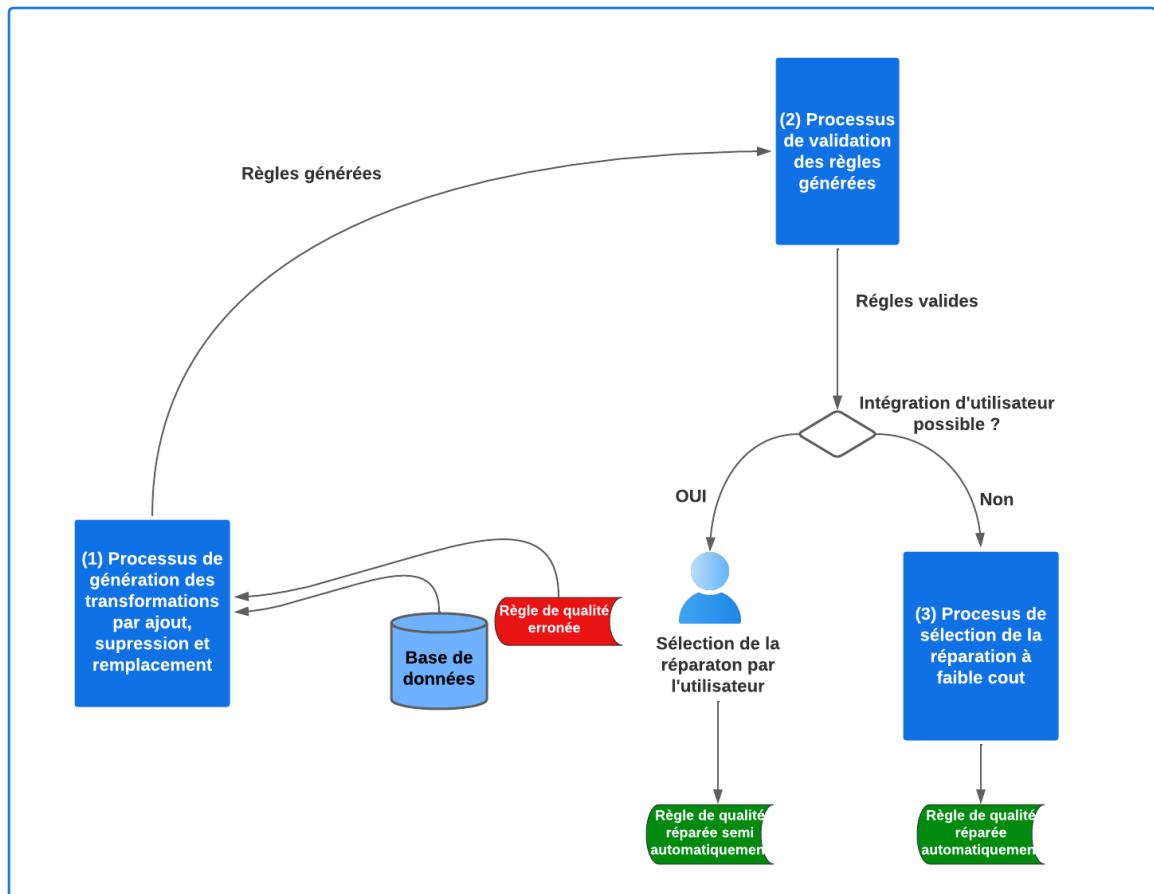 (2) Processus
de validation
des règles
générées
Règles générées
Régles valides
Intégration d'utilisateur
possible ?
OUI
Non
(1) Processus de
génération des
transformations
par ajout,
supression et
remplacement
Règle de qualité
erronée
Base de
données
Sélection de la
réparaton par
l'utilisateur
(3) Procesus de
sélection de la
réparation à
faible cout
Règle de qualité
réparée semi
automatiquemen
Règle de qualité
réparée
automatiquemen